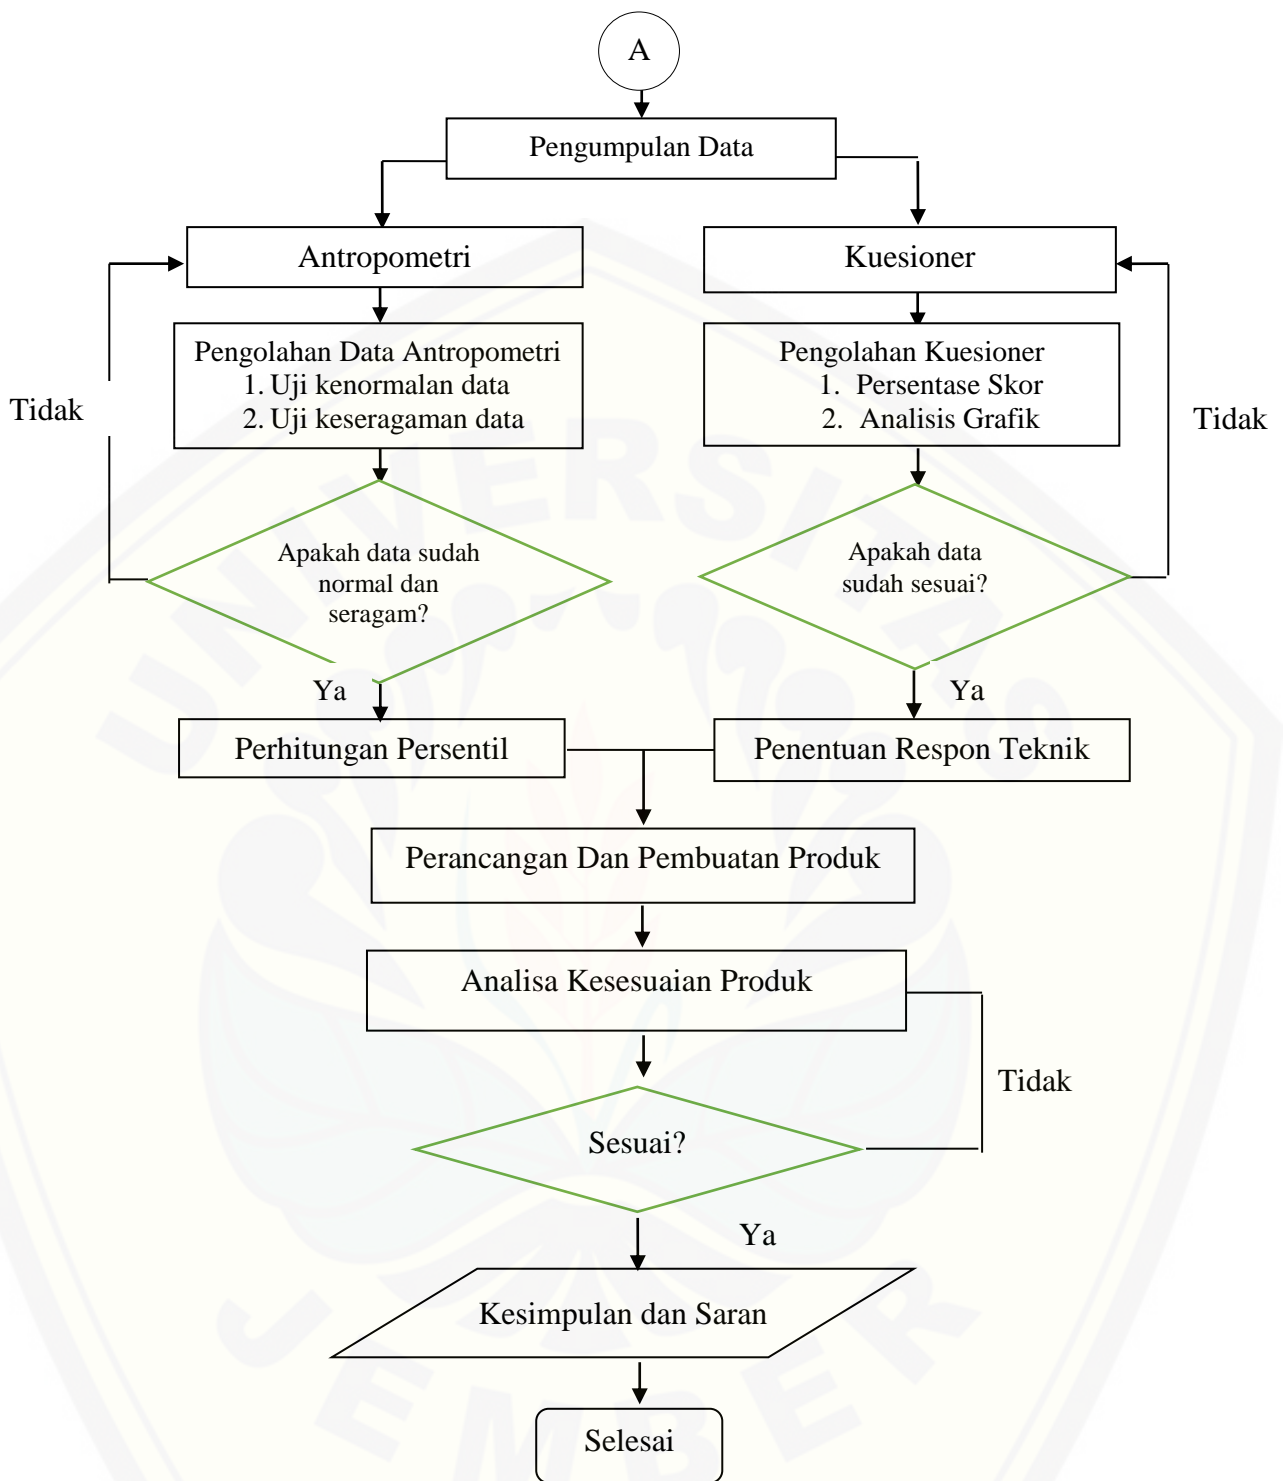 A
Pengumpulan Data
Antropometri
Kuesioner
Pengolahan Data Antropometri
1. Uji kenormalan data
2. Uji keseragaman data
Pengolahan Kuesioner
1. Persentase Skor
2. Analisis Grafik
Tidak
Tidak
Apakah data sudah
normal dan
seragam?
Apakah data
sudah sesuai?
Ya
Ya
Perhitungan Persentil
Penentuan Respon Teknik
Perancangan Dan Pembuatan Produk
Analisa Kesesuaian Produk
Tidak
Sesuai?
Ya
Kesimpulan dan Saran
Selesai
UNIVERSITAS
JEMBER